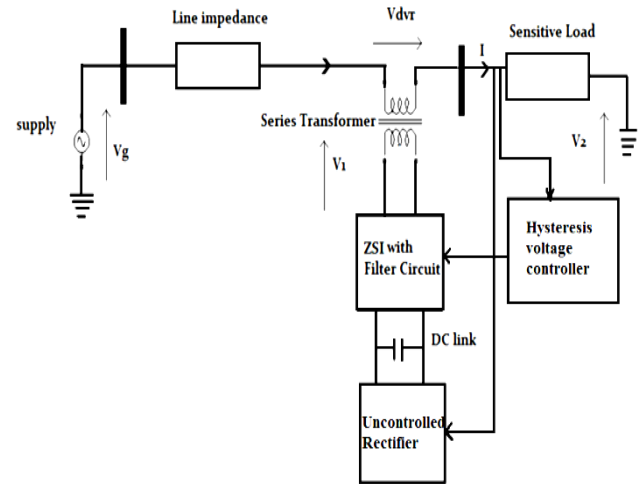 Line impedance
Vdvr
I
Sensitive Load
supply
Vg
Series Transformer
V1
V2
ZSI with
Filter Circuit
Hysteresis
voltage
controller
DC link
Uncontrolled
Rectifier